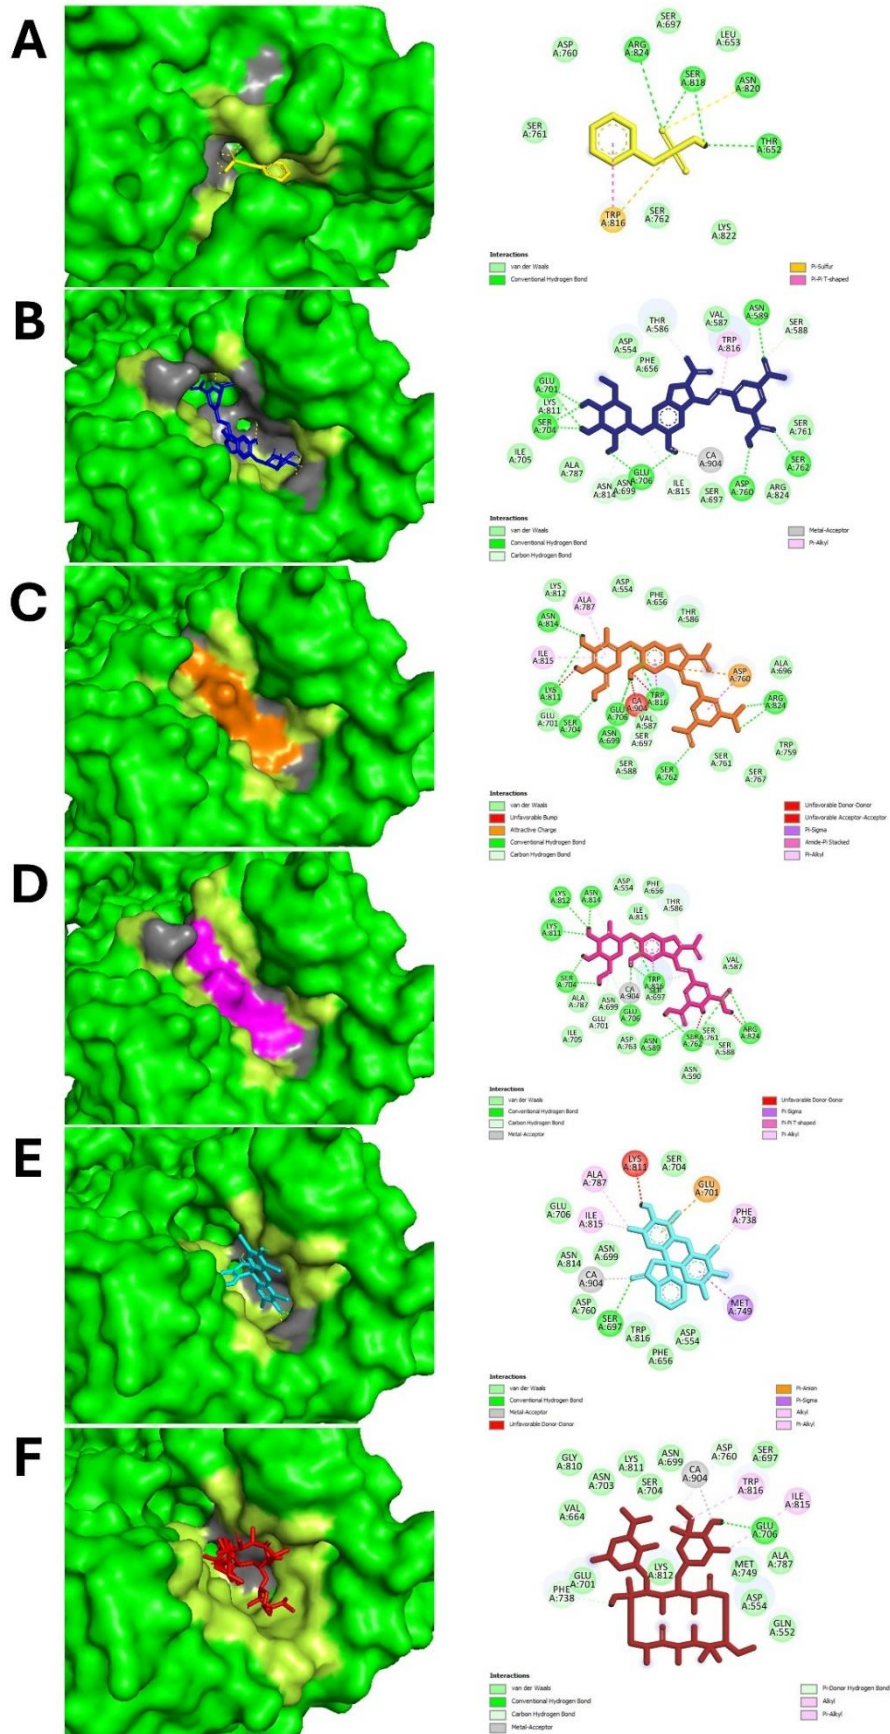 A
SER
A:697
LEU
A:653
ASP
A:760
ARG
A:824
SER
A:818
ASN
A:820
SER
A:761
THR
A:652
TRP
A:816
SER
A:762
LYS
A:822
Interactions
van der Waals
Conventional Hydrogen Bond
Pi-Sulfur
Pi-Pi T-shaped
B
ASN
A:589
VAL
A:587
SER
A:588
THR
A:586
TRP
A:816
ASP
A:554
PHE
A:656
GLU
A:701
LYS
A:811
SER
A:704
SER
A:761
ILE
A:705
CA
A:904
SER
A:762
ALA
A:787
GLU
A:706
ASN
A:814
ASN
A:699
ILE
A:815
SER
A:697
ASP
A:760
ARG
A:824
Interactions
van der Waals
Conventional Hydrogen Bond
Carbon Hydrogen Bond
Metal-Acceptor
Pi-Alkyl
C
LYS
A:812
ALA
A:787
ASP
A:554
PHE
A:656
THR
A:586
ASN
A:814
ILE
A:815
ASP
A:760
ALA
A:696
LYS
A:811
TRP
A:816
CA
A:904
ARG
A:824
GLU
A:701
SER
A:704
GLU
A:706
VAL
A:587
ASN
A:699
SER
A:697
TRP
A:759
SER
A:588
SER
A:762
SER
A:761
SER
A:767
Interactions
van der Waals
Unfavorable Bump
Attractive Charge
Conventional Hydrogen Bond
Carbon Hydrogen Bond
Unfavorable Donor-Donor
Unfavorable Acceptor-Acceptor
Pi-Sigma
Amide-Pi Stacked
Pi-Alkyl
D
LYS
A:812
ASN
A:814
ASP
A:554
PHE
A:656
ILE
A:815
THR
A:586
LYS
A:811
VAL
A:587
SER
A:704
TRP
A:816
SER
A:697
CA
A:904
ALA
A:787
ASN
A:699
GLU
A:701
GLU
A:706
ILE
A:705
ASP
A:763
ASN
A:589
SER
A:762
SER
A:761
SER
A:588
ARG
A:824
ASN
A:590
Interactions
van der Waals
Conventional Hydrogen Bond
Carbon Hydrogen Bond
Metal-Acceptor
Unfavorable Donor-Donor
Pi-Sigma
Pi-Pi T-shaped
Pi-Alkyl
E
LYS
A:811
SER
A:704
ALA
A:787
GLU
A:701
GLU
A:706
ILE
A:815
PHE
A:738
ASN
A:814
ASN
A:699
CA
A:904
ASP
A:760
MET
A:749
SER
A:697
TRP
A:816
ASP
A:554
PHE
A:656
Interactions
van der Waals
Conventional Hydrogen Bond
Metal-Acceptor
Unfavorable Donor-Donor
Pi-Anion
Pi-Sigma
Alkyl
Pi-Alkyl
F
GLY
A:810
LYS
A:811
ASN
A:699
ASP
A:760
SER
A:697
ASN
A:703
SER
A:704
CA
A:904
TRP
A:816
ILE
A:815
VAL
A:664
GLU
A:706
LYS
A:812
MET
A:749
ALA
A:787
GLU
A:701
PHE
A:738
ASP
A:554
GLN
A:552
Interactions
van der Waals
Conventional Hydrogen Bond
Carbon Hydrogen Bond
Metal-Acceptor
Pi-Donor Hydrogen Bond
Alkyl
Pi-Alkyl